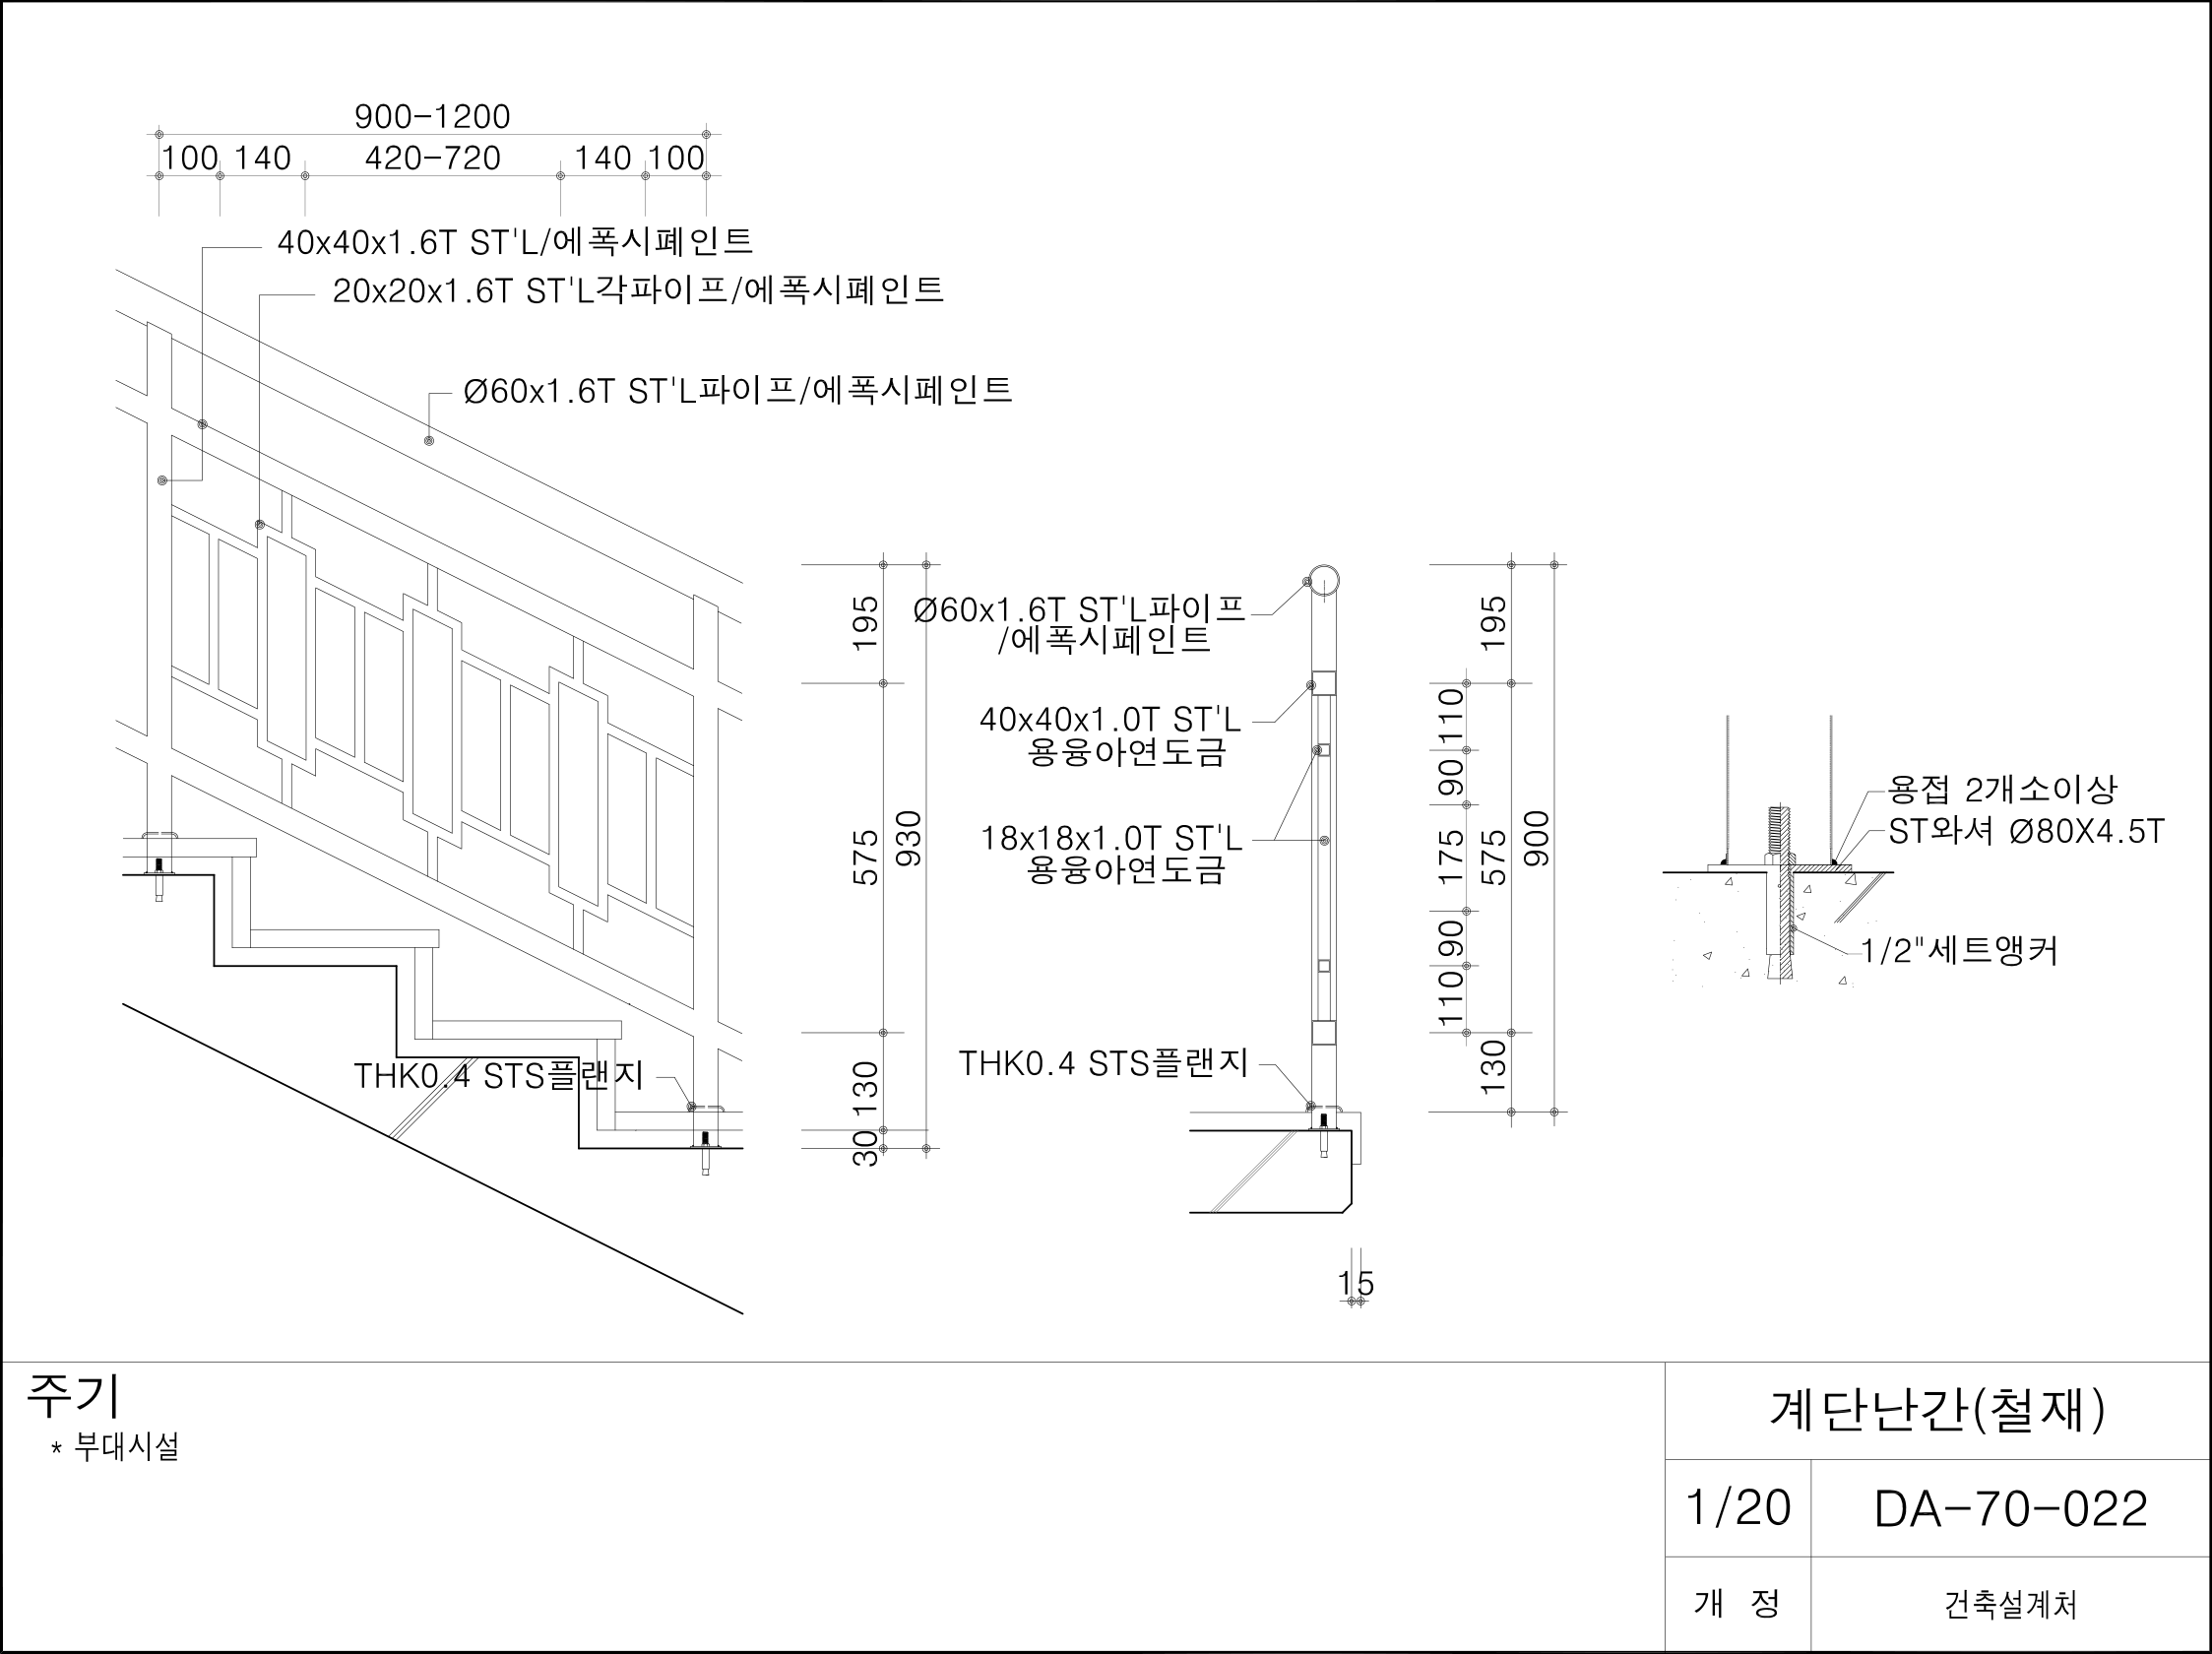 900-1200
100 140 420-720 140 100
40x40x1.6T ST'L/에폭시폐인트
20x20x1.6T ST'L각파이프/에폭시폐인트
Ø60x1.6T ST'L파이프/에폭시페인트
THK0.4 STS플랜지
195
575
130
30
930
Ø60x1.6T ST'L파이프
/에폭시페인트
40x40x1.0T ST'L
용융아연도금
18x18x1.0T ST'L
용융아연도금
THK0.4 STS플랜지
15
110
90
175
90
110
195
575
130
900
용접 2개소이상
ST와셔 Ø80X4.5T
1/2"세트앵커
주기
* 부대시설
계단난간(철재)
1/20 DA-70-022
개 정 건축설계처